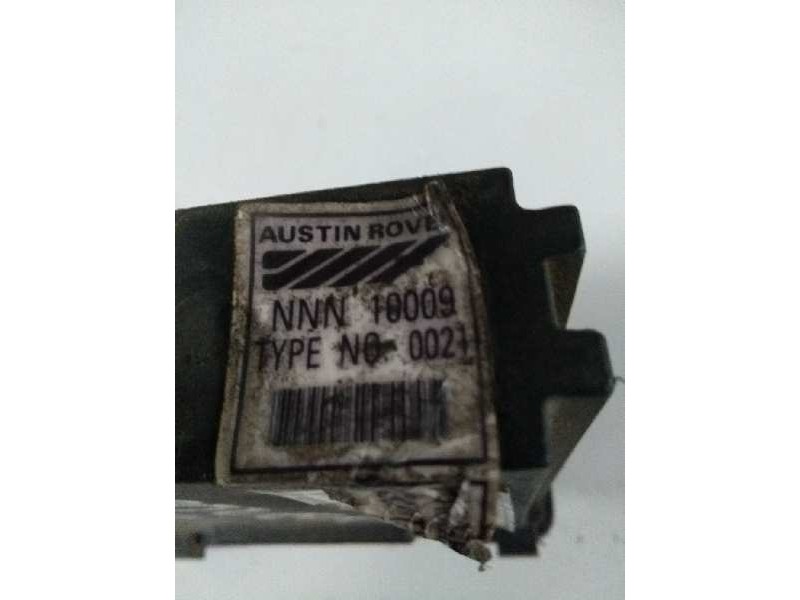 AUSTIN ROVE
NNN 10009
TYPE NO 0021